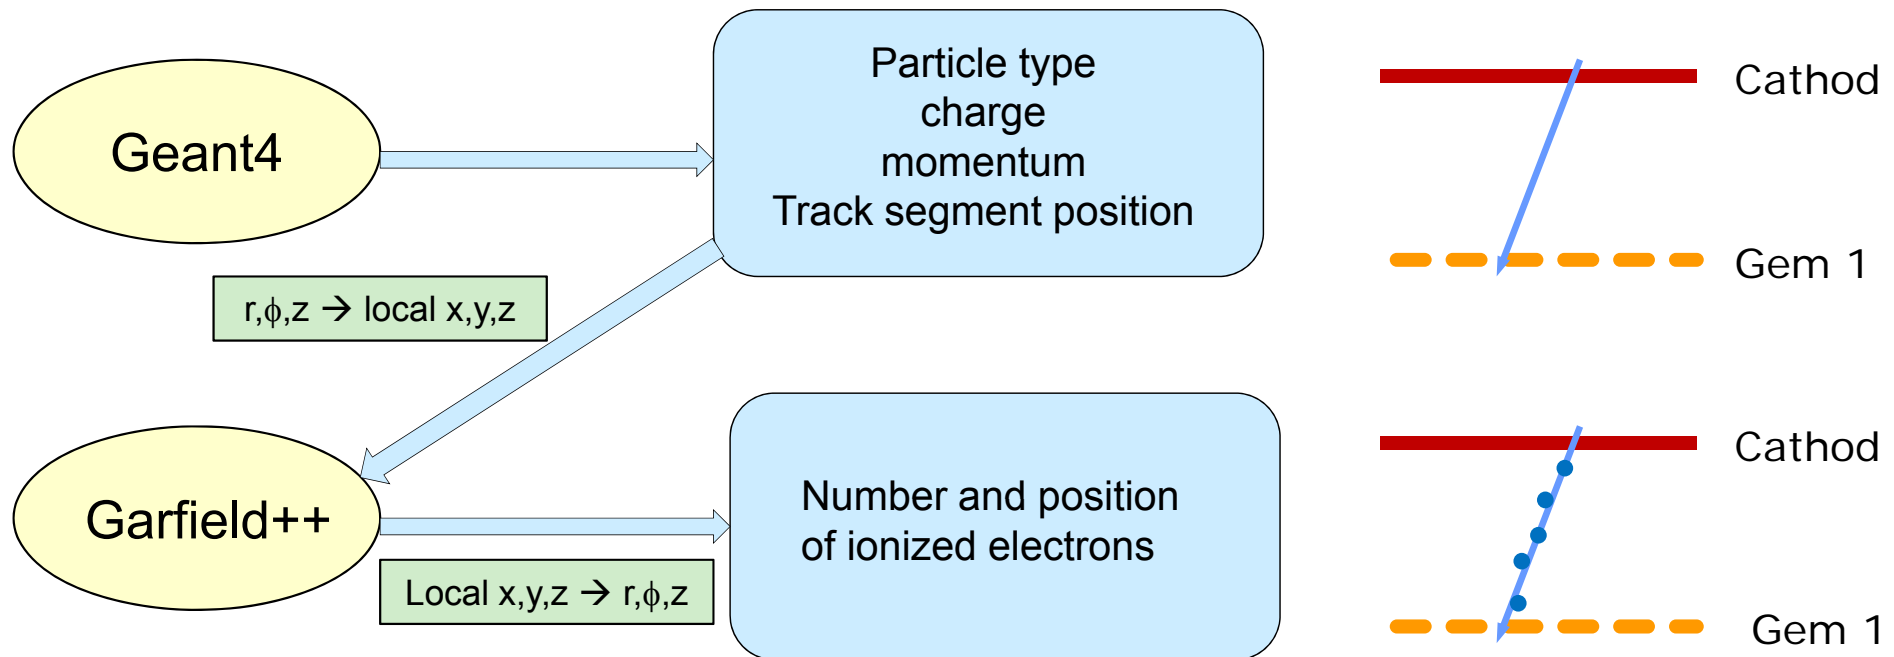 Geant4
Particle type
charge
momentum
Track segment position
Cathod
Gem 1
r,ϕ,z → local x,y,z
Garfield++
Number and position
of ionized electrons
Local x,y,z → r,ϕ,z
Cathod
Gem 1